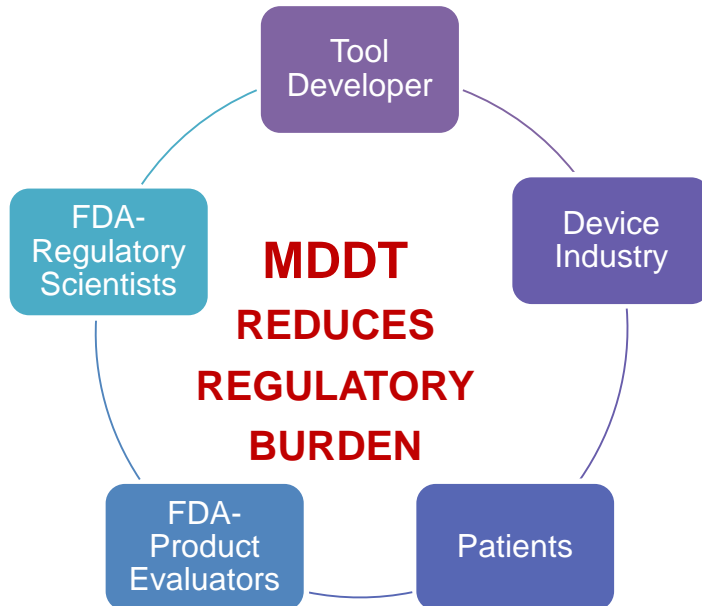 Tool
Developer
Device
Industry
Patients
FDA-
Product
Evaluators
FDA-
Regulatory
Scientists
MDDT
REDUCES
REGULATORY
BURDEN